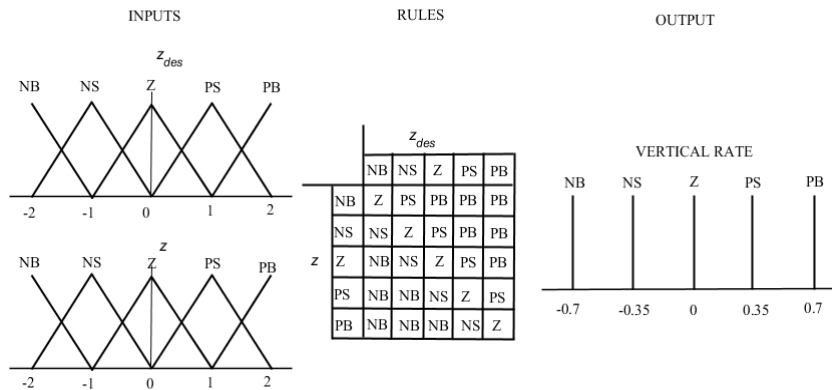 INPUTS
RULES
OUTPUT
z_des
NB NS Z PS PB
-2 -1 0 1 2
z
NB NS Z PS PB
-2 -1 0 1 2
z_des
NB NS Z PS PB
NB Z PS PB PB PB
NS NS Z PS PB PB
z Z NB NS Z PS PB
PS NB NB NS Z PS
PB NB NB NB NS Z
VERTICAL RATE
NB NS Z PS PB
-0.7 -0.35 0 0.35 0.7